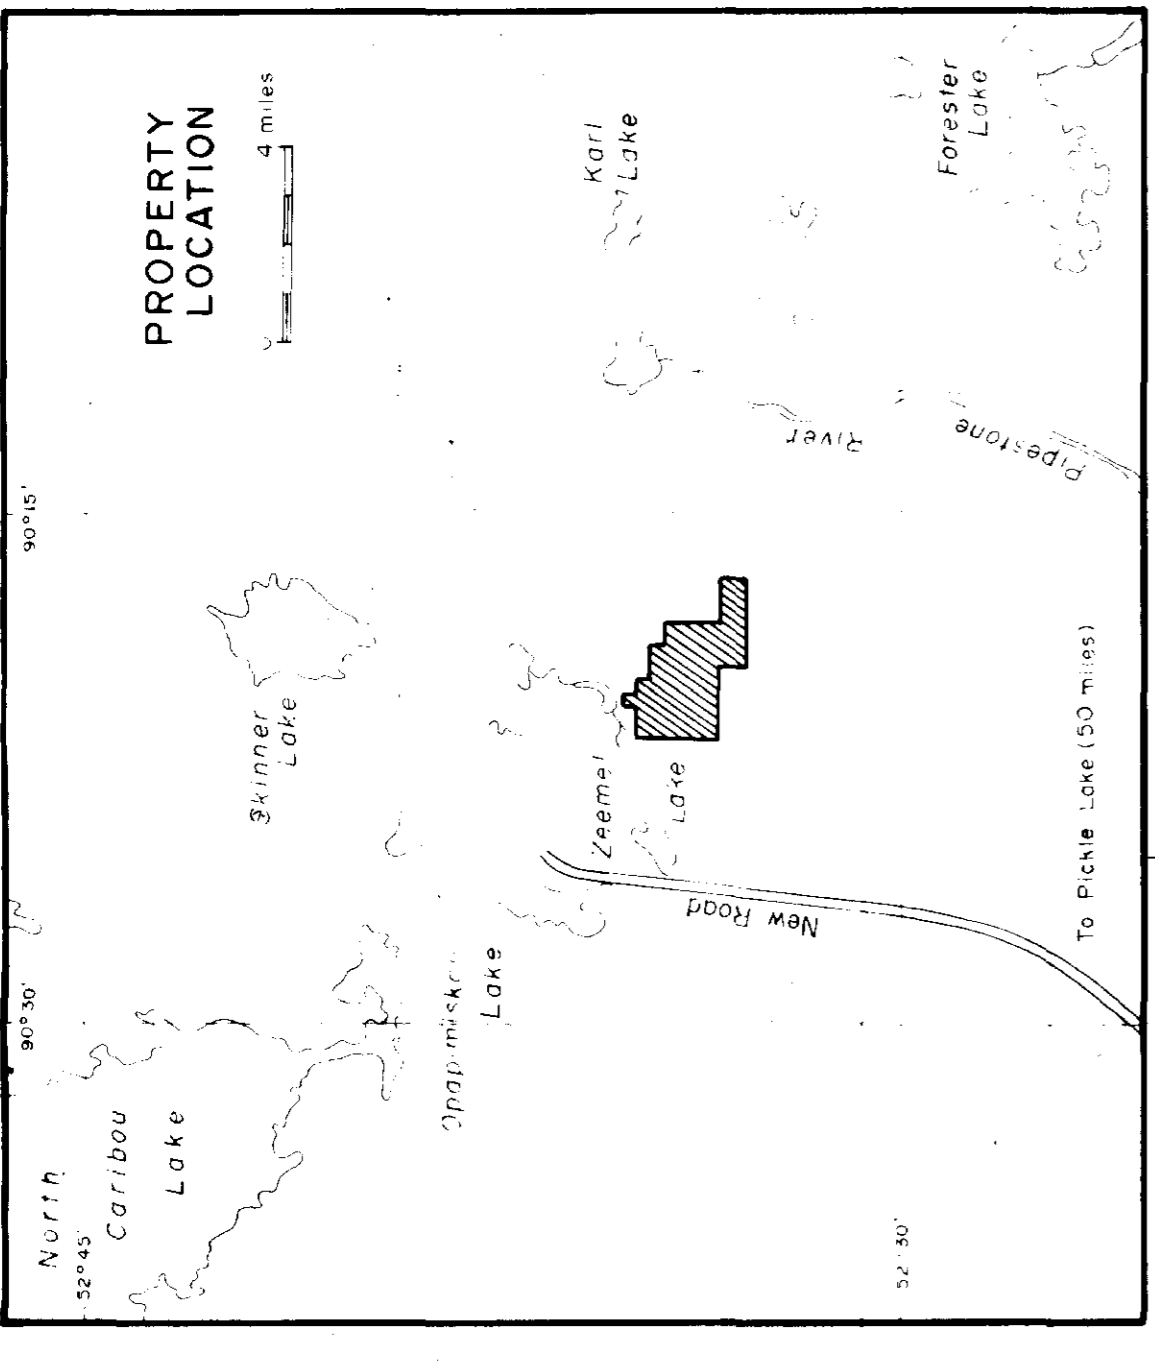 PROPERTY
LOCATION
4 miles
Karl
Lake
Forester
Lake
90°15'
River
Pipestone
Skinner
Lake
Zeemel
Lake
To Pickle Lake (50 miles)
New Road
90°30'
Lake
North
Caribou
Lake
52°45'
52°30'